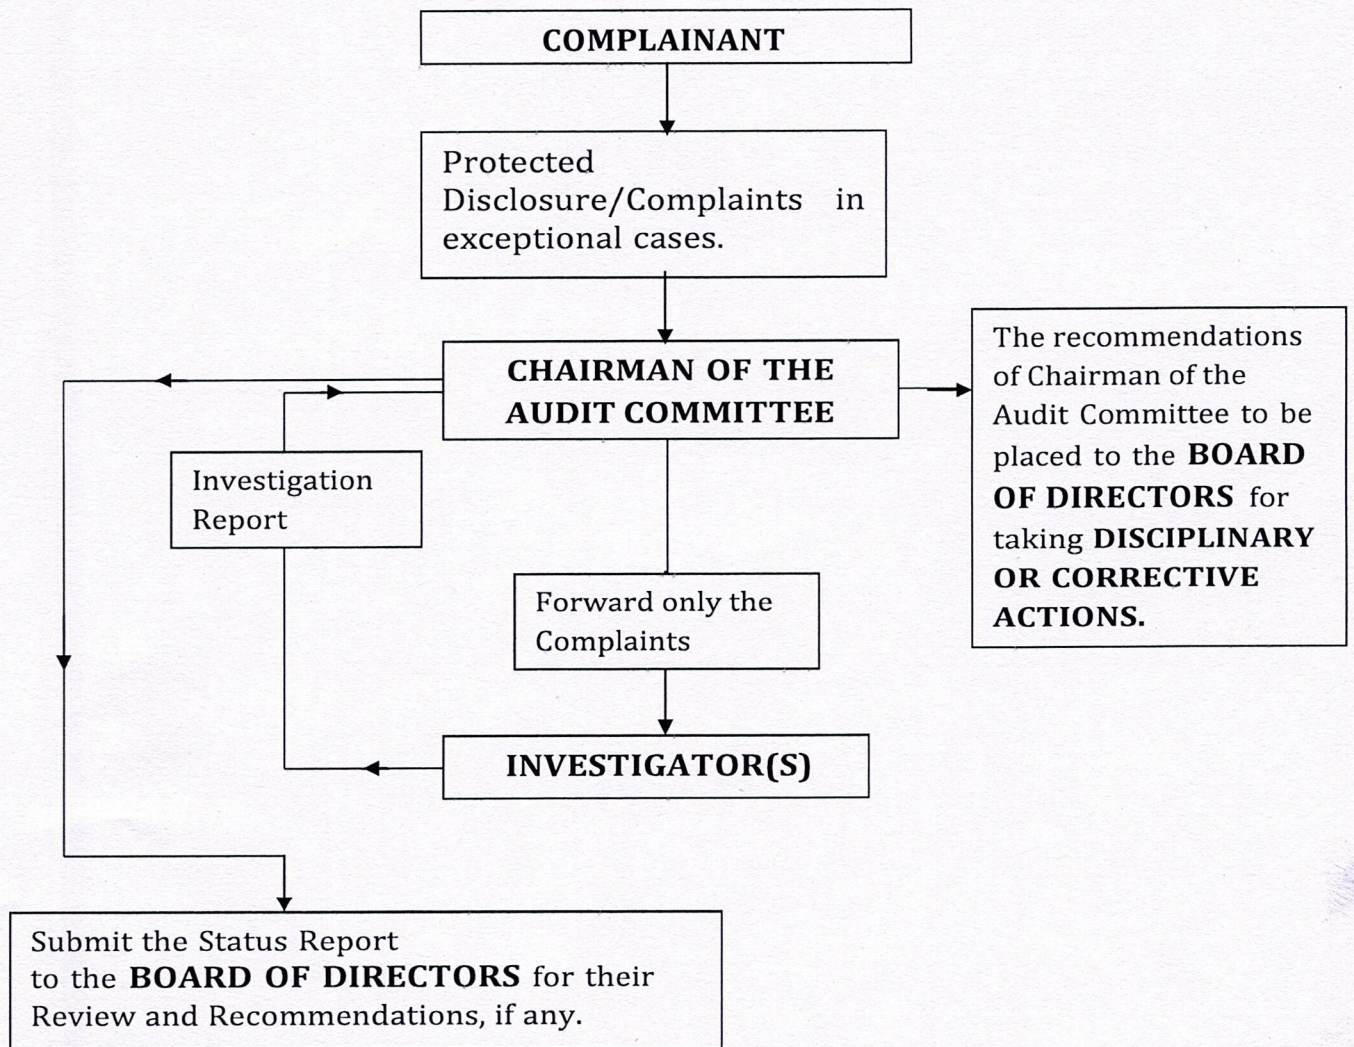 COMPLAINANT
Protected
Disclosure/Complaints in
exceptional cases.
CHAIRMAN OF THE
AUDIT COMMITTEE
The recommendations
of Chairman of the
Audit Committee to be
placed to the BOARD
OF DIRECTORS for
taking DISCIPLINARY
OR CORRECTIVE
ACTIONS.
Investigation
Report
Forward only the
Complaints
INVESTIGATOR(S)
Submit the Status Report
to the BOARD OF DIRECTORS for their
Review and Recommendations, if any.